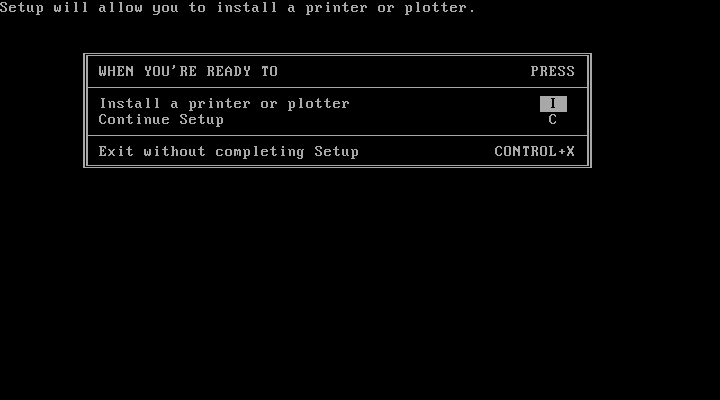 Setup will allow you to install a printer or plotter.
WHEN YOU'RE READY TO PRESS
Install a printer or plotter I
Continue Setup C
Exit without completing Setup CONTROL+X